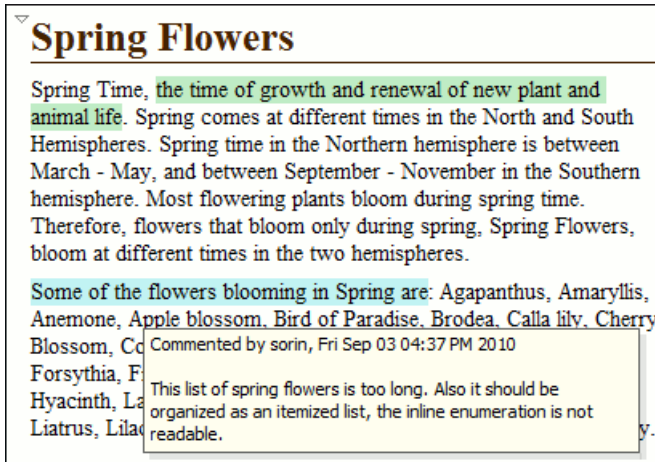 Spring Flowers
Spring Time, the time of growth and renewal of new plant and
animal life. Spring comes at different times in the North and South
Hemispheres. Spring time in the Northern hemisphere is between
March - May, and between September - November in the Southern
hemisphere. Most flowering plants bloom during spring time.
Therefore, flowers that bloom only during spring, Spring Flowers,
bloom at different times in the two hemispheres.
Some of the flowers blooming in Spring are: Agapanthus, Amaryllis,
Anemone, Apple blossom, Bird of Paradise, Brodea, Calla lily, Cherry
Blossom,
Commented by sorin, Fri Sep 03 04:37 PM 2010
Forsythia,
This list of spring flowers is too long. Also it should be
Hyacinth,
organized as an itemized list, the inline enumeration is not
Liatrus,
readable.